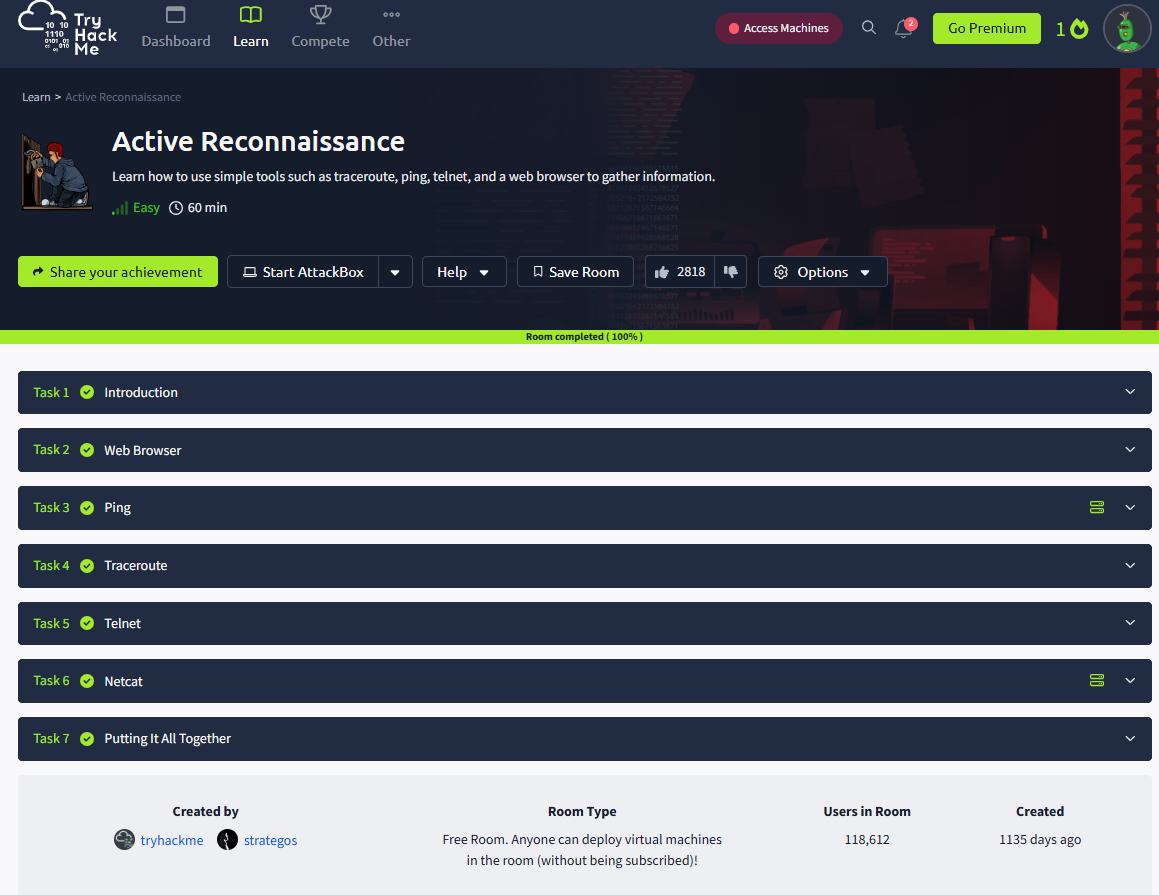 Try
Hack
Me
Dashboard
Learn
Compete
Other
Access Machines
2
Go Premium
1
Learn > Active Reconnaissance
Active Reconnaissance
Learn how to use simple tools such as traceroute, ping, telnet, and a web browser to gather information.
Easy 60 min
Share your achievement
Start AttackBox
Help
Save Room
2818
Options
Room completed ( 100% )
Task 1 Introduction
Task 2 Web Browser
Task 3 Ping
Task 4 Traceroute
Task 5 Telnet
Task 6 Netcat
Task 7 Putting It All Together
Created by
tryhackme strategos
Room Type
Free Room. Anyone can deploy virtual machines
in the room (without being subscribed)!
Users in Room
118,612
Created
1135 days ago